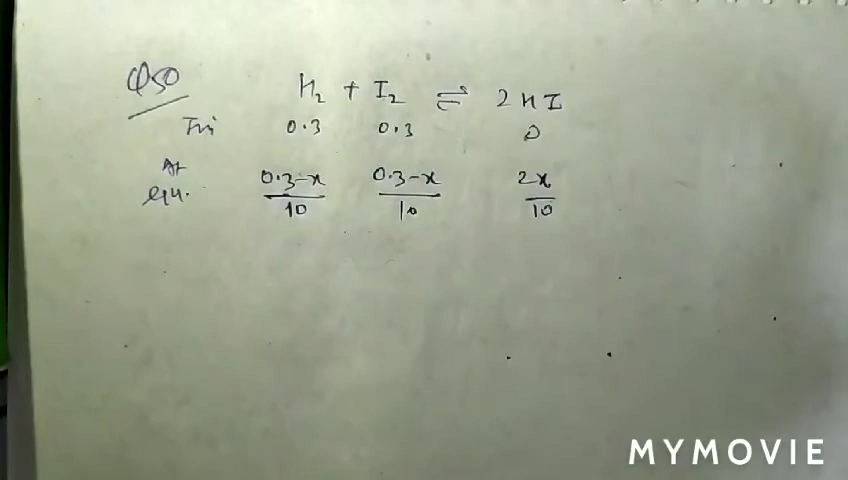 Q50
H2 + I2 ⇌ 2HI
Ini 0.3 0.3 0
At
equ. 0.3-x/10 0.3-x/10 2x/10
MYMOVIE